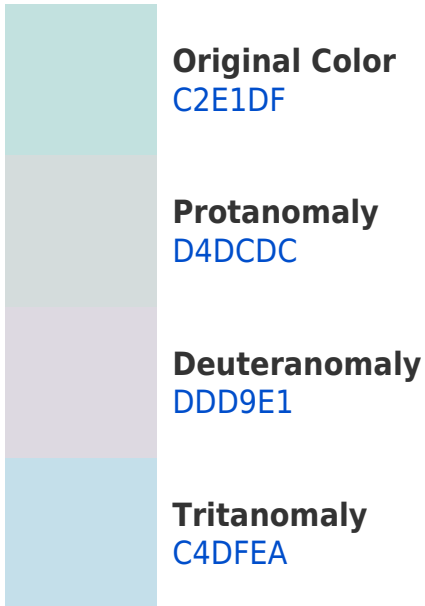 Original Color
C2E1DF
Protanomaly
D4DCDC
Deuteranomaly
DDD9E1
Tritanomaly
C4DFEA